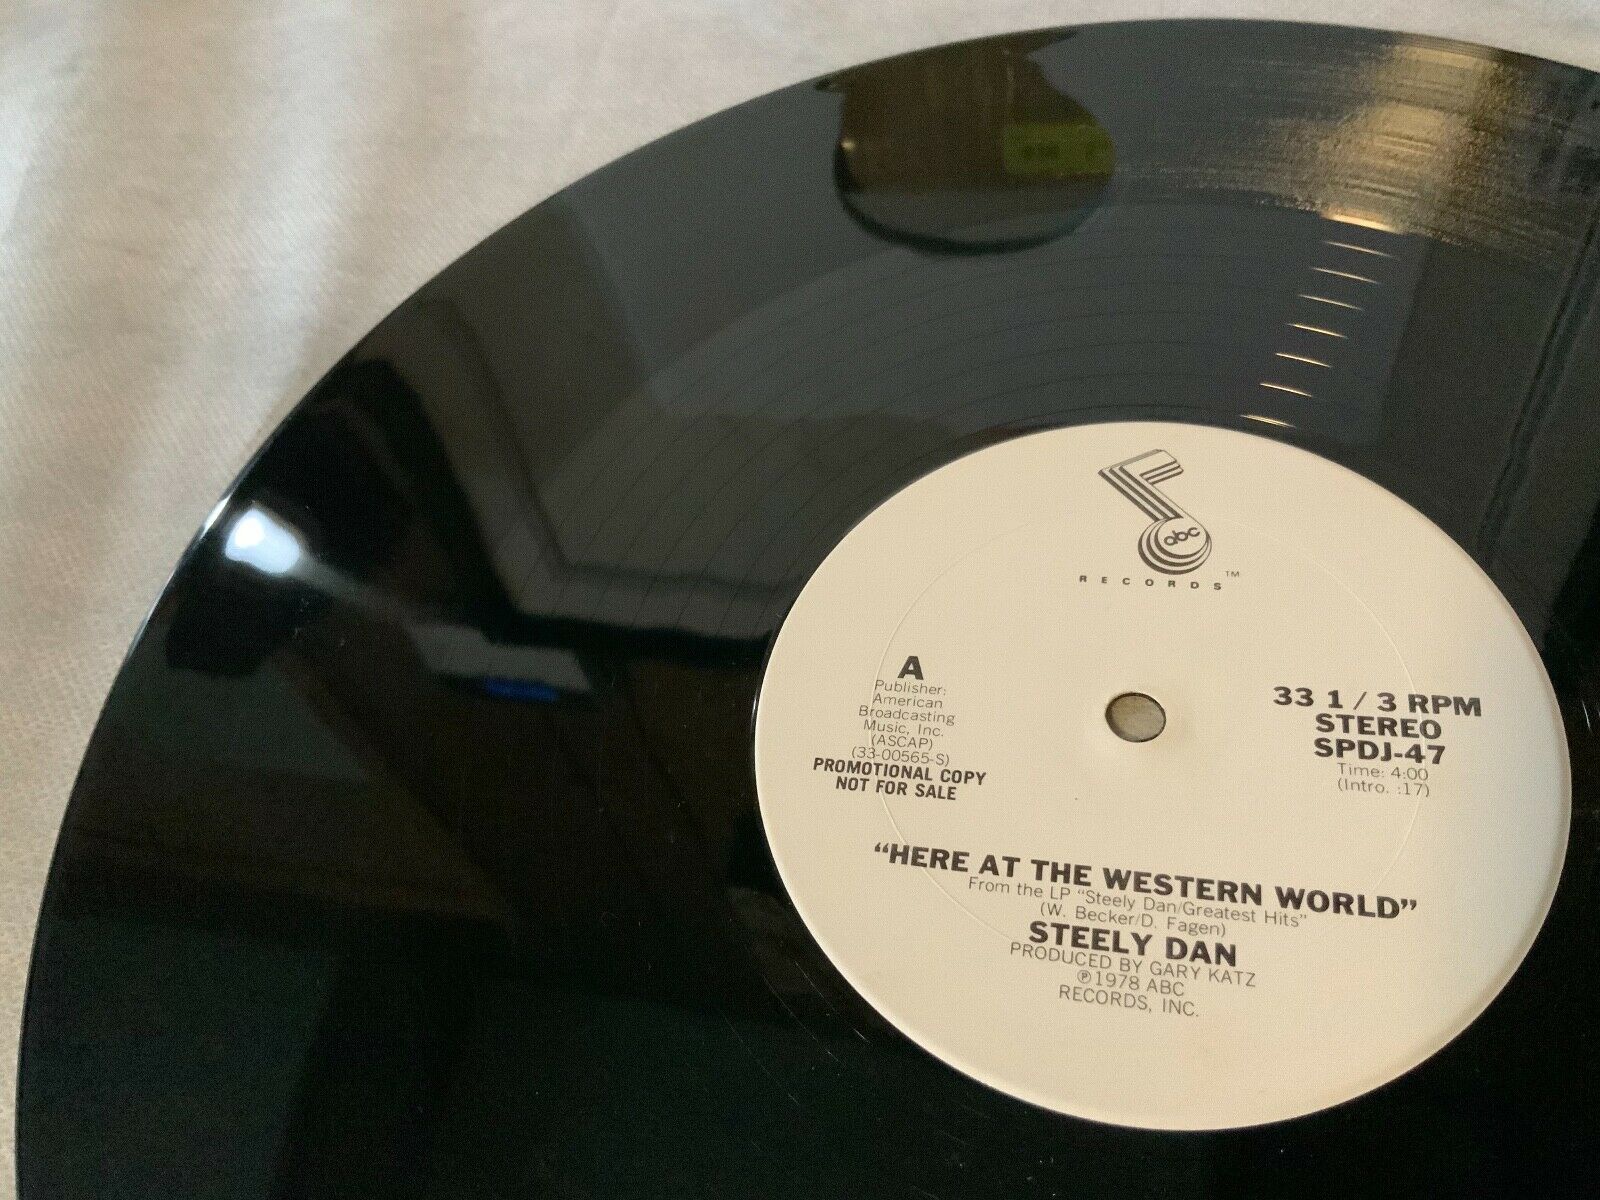 abc
RECORDS™
A
Publisher:
American
Broadcasting
Music, Inc.
(ASCAP)
(33-00565-S)
PROMOTIONAL COPY
NOT FOR SALE
33 1 / 3 RPM
STEREO
SPDJ-47
Time: 4:00
(Intro. :17)
“HERE AT THE WESTERN WORLD”
From the LP “Steely Dan/Greatest Hits”
(W. Becker/D. Fagen)
STEELY DAN
PRODUCED BY GARY KATZ
℗1978 ABC
RECORDS, INC.